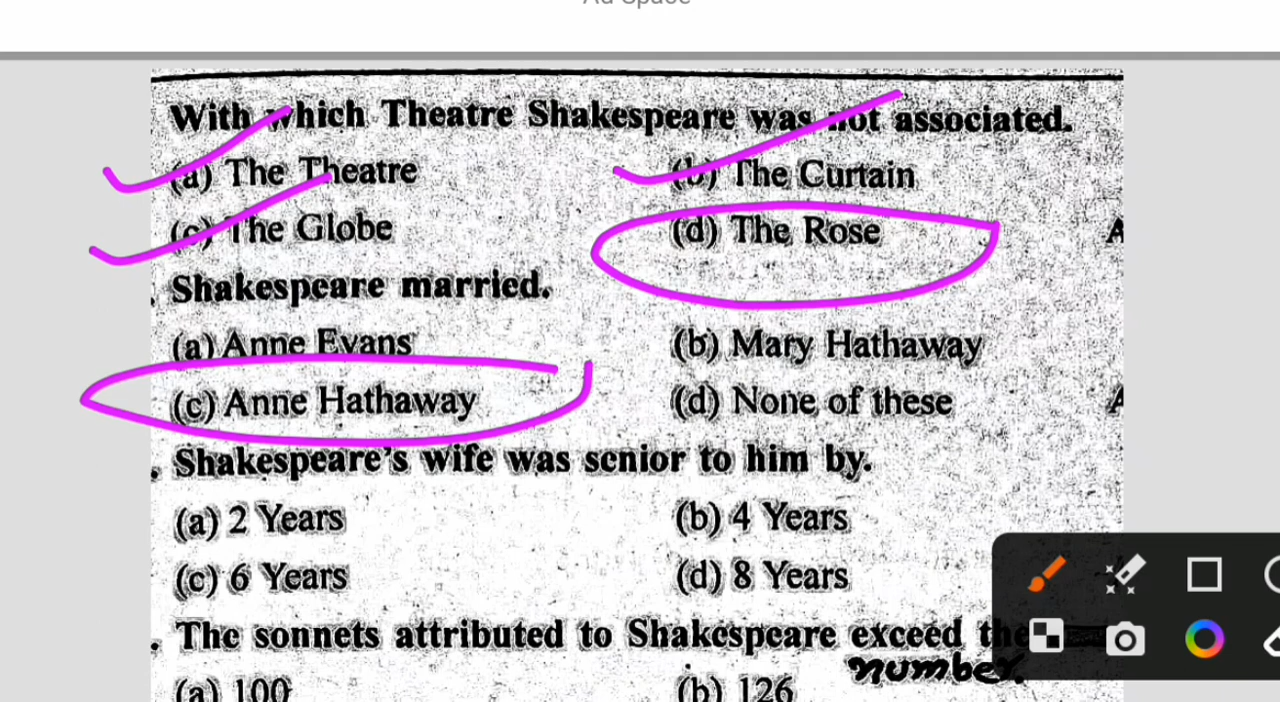 Ad Space
With which Theatre Shakespeare was not associated.
(a) The Theatre (b) The Curtain
(c) The Globe (d) The Rose A
. Shakespeare married.
(a) Anne Evans (b) Mary Hathaway
(c) Anne Hathaway (d) None of these A
. Shakespeare's wife was senior to him by.
(a) 2 Years (b) 4 Years
(c) 6 Years (d) 8 Years
. The sonnets attributed to Shakespeare exceed the
number.
(a) 100 (b) 126